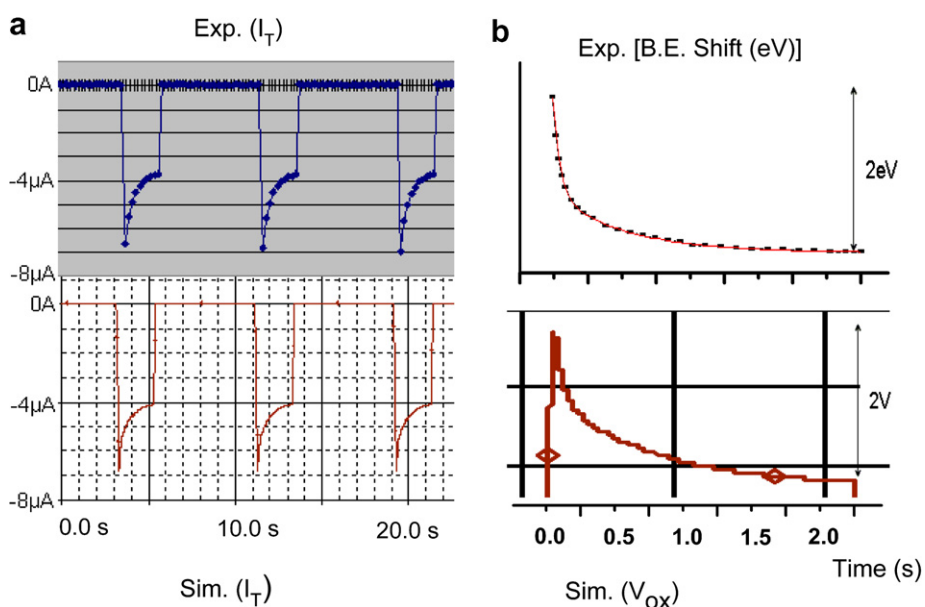 a
Exp. (I_T)
0A
-4µA
-8µA
0A
-4µA
-8µA
0.0 s 10.0 s 20.0 s
Sim. (I_T)
b
Exp. [B.E. Shift (eV)]
2eV
2V
0.0 0.5 1.0 1.5 2.0
Time (s)
Sim. (V_ox)